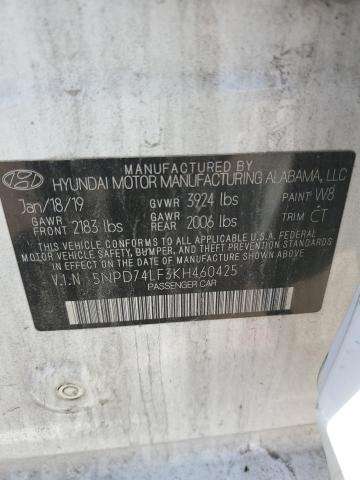 MANUFACTURED BY
HYUNDAI MOTOR MANUFACTURING ALABAMA, LLC
Jan/18/19 GVWR 3924 lbs PAINT W8
GAWR FRONT 2183 lbs GAWR REAR 2006 lbs TRIM CT
THIS VEHICLE CONFORMS TO ALL APPLICABLE U.S. FEDERAL
MOTOR VEHICLE SAFETY, BUMPER, AND THEFT PREVENTION
STANDARDS IN EFFECT ON THE DATE OF MANUFACTURE SHOWN ABOVE.
V.I.N 5NPD74LF3KH460425
PASSENGER CAR